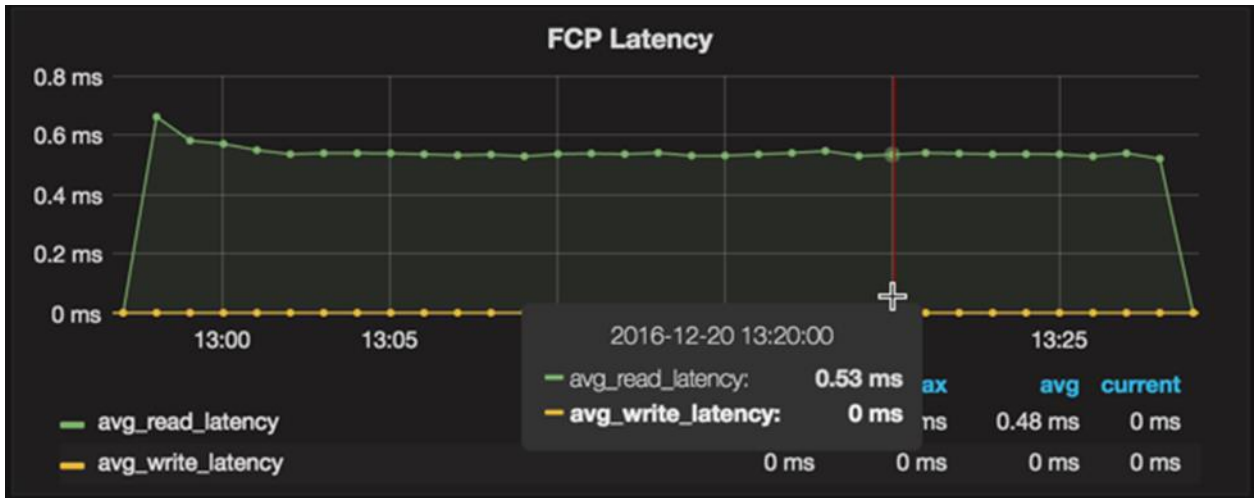 FCP Latency
0.8 ms
0.6 ms
0.4 ms
0.2 ms
0 ms
13:00 13:05 13:25
2016-12-20 13:20:00
avg_read_latency: 0.53 ms
avg_write_latency: 0 ms
ax avg current
avg_read_latency ms 0.48 ms 0 ms
avg_write_latency 0 ms 0 ms 0 ms 0 ms